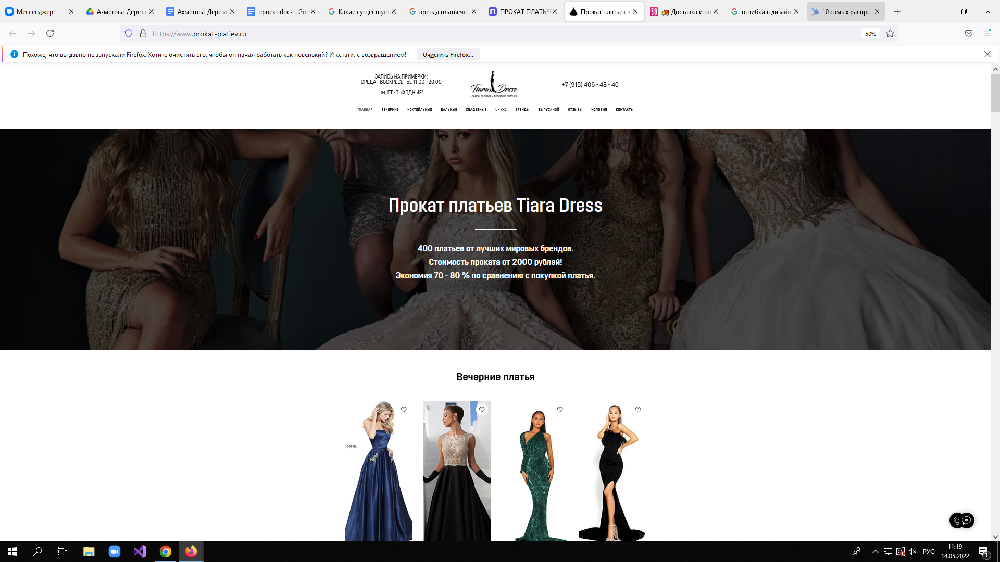 Мессенджер
Ахметова_Дереза
Ахметова_Дереза
проект.docx - Goo
Какие существую
аренда платьечв -
ПРОКАТ ПЛАТЬЕ
Прокат платьев в
Доставка и оп
ошибки в дизайн
10 самых распро
https://www.prokat-platiev.ru
50%
Похоже, что вы давно не запускали Firefox. Хотите очистить его, чтобы он начал работать как новенький? И кстати, с возвращением!
Очистить Firefox...
ЗАПИСЬ НА ПРИМЕРКИ:
СРЕДА - ВОСКРЕСЕНЬЕ 11.00 - 20.00
ПН, ВТ -ВЫХОДНЫЕ!
Tiara Dress
САЛОН ПРОКАТА И ПРОДАЖИ ПЛАТЬЕВ
+7 (915) 406 - 48 - 46
ГЛАВНАЯ ВЕЧЕРНИЕ КОКТЕЙЛЬНЫЕ БАЛЬНЫЕ СВАДЕБНЫЕ L - XXL БРЕНДЫ ВЫПУСКНОЙ ОТЗЫВЫ УСЛОВИЯ КОНТАКТЫ
Прокат платьев Tiara Dress
400 платьев от лучших мировых брендов.
Стоимость проката от 2000 рублей!
Экономия 70 - 80 % по сравнению с покупкой платья.
Вечерние платья
ERRI HILL
РУС
11:19
14.05.2022
1